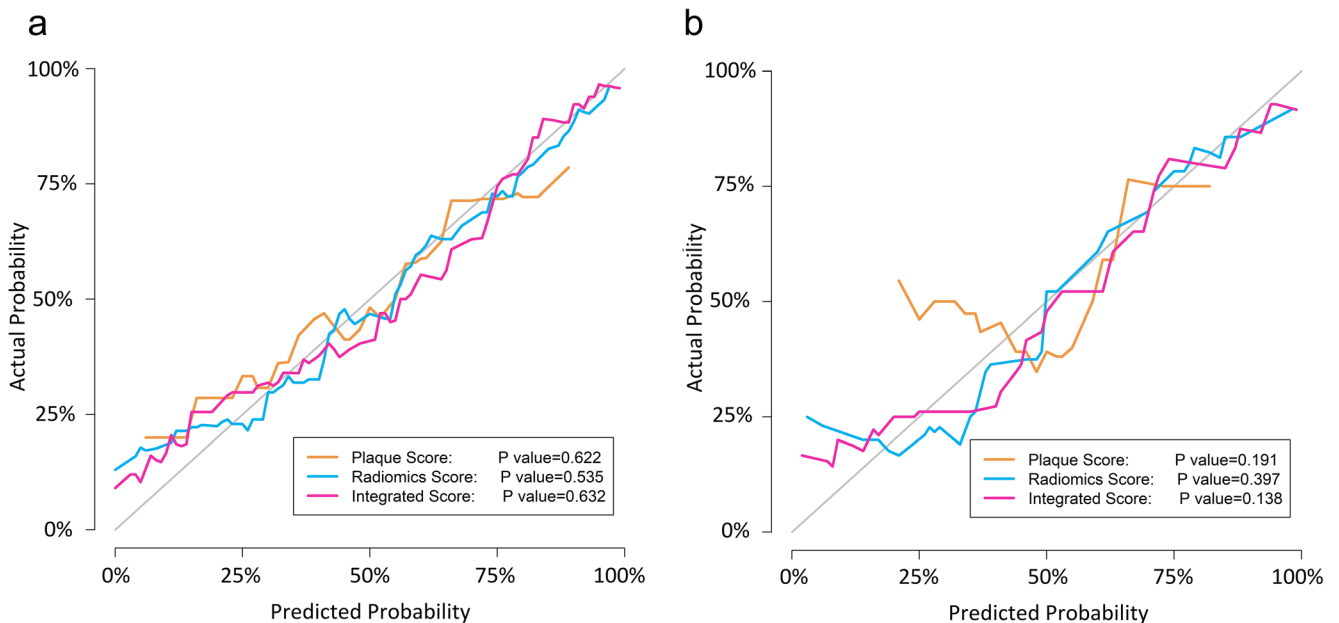 a
100%
75%
50%
25%
0%
Actual Probability
Plaque Score: P value=0.622
Radiomics Score: P value=0.535
Integrated Score: P value=0.632
0% 25% 50% 75% 100%
Predicted Probability
b
100%
75%
50%
25%
0%
Actual Probability
Plaque Score: P value=0.191
Radiomics Score: P value=0.397
Integrated Score: P value=0.138
0% 25% 50% 75% 100%
Predicted Probability